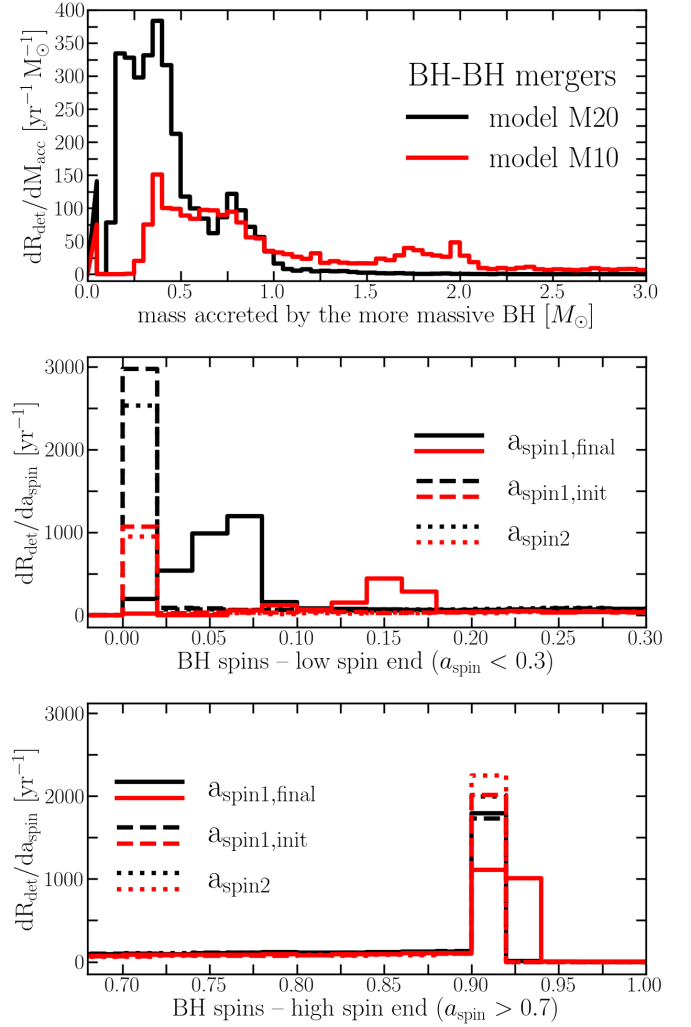 400
350
300
250
200
150
100
50
0
dR_det/dM_acc [yr⁻¹ M_⊙⁻¹]
BH-BH mergers
model M20
model M10
0.0 0.5 1.0 1.5 2.0 2.5 3.0
mass accreted by the more massive BH [M_⊙]
3000
2000
1000
0
dR_det/da_spin [yr⁻¹]
a_spin1,final
a_spin1,init
a_spin2
0.00 0.05 0.10 0.15 0.20 0.25 0.30
BH spins – low spin end (a_spin < 0.3)
3000
2000
1000
0
dR_det/da_spin [yr⁻¹]
a_spin1,final
a_spin1,init
a_spin2
0.70 0.75 0.80 0.85 0.90 0.95 1.00
BH spins – high spin end (a_spin > 0.7)